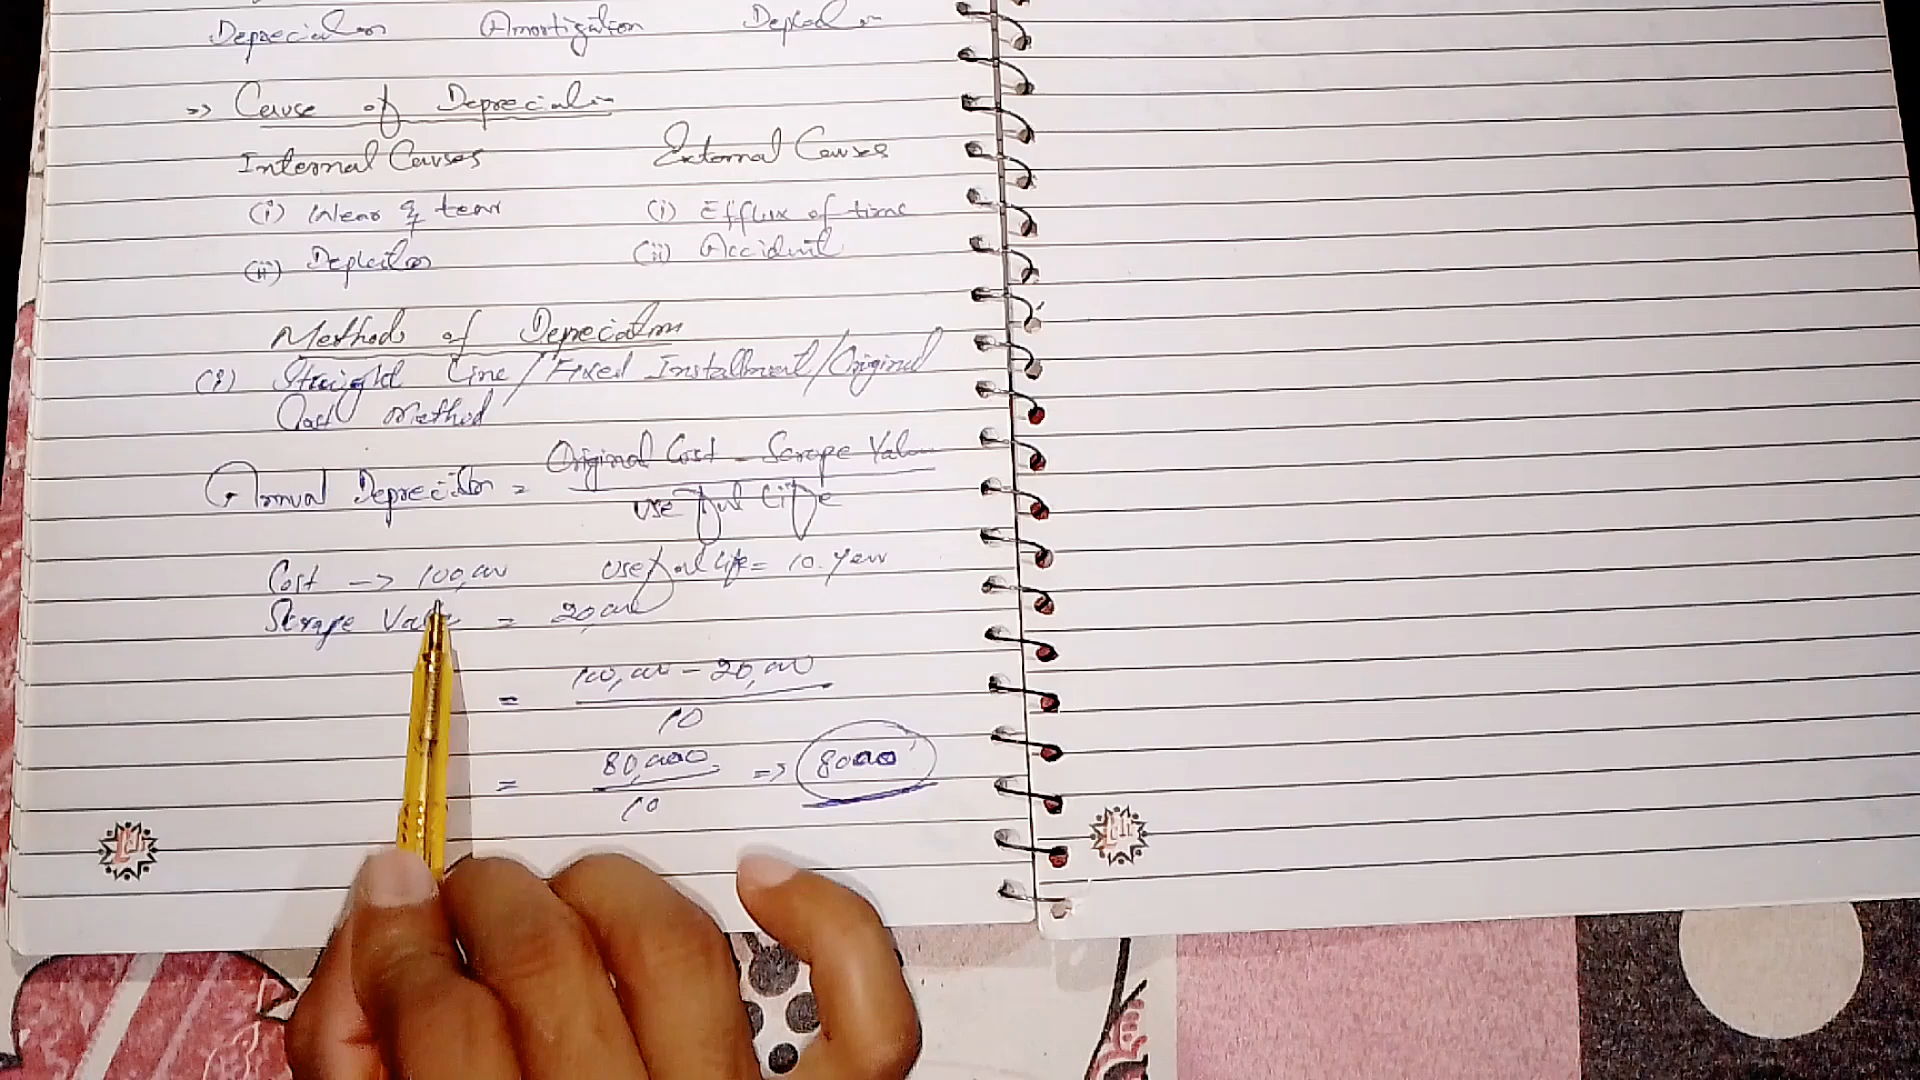 Depreciation Amortization Depletion
=> Cause of Depreciation
Internal Causes External Causes
(i) Wear & tear (i) Efflux of time
(ii) Depletion (ii) Accident
Methods of Depreciation
(i) Straight Line/Fixed Installment/Original
Cost Method
Annual Depreciation = Original Cost - Scrape Value
Useful Life
Cost -> 100,000 Useful life = 10. Year
Scrape Value = 20,000
= 100,000 - 20,000
10
= 80,000 => 8000
10